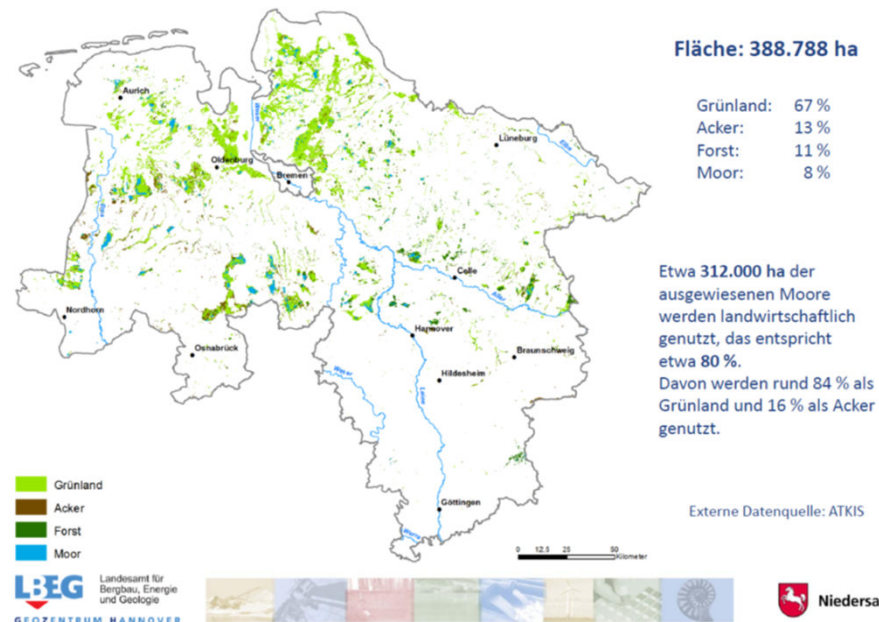 Fläche: 388.788 ha
Grünland: 67 %
Acker: 13 %
Forst: 11 %
Moor: 8 %
Etwa 312.000 ha der
ausgewiesenen Moore
werden landwirtschaftlich
genutzt, das entspricht
etwa 80 %.
Davon werden rund 84 % als
Grünland und 16 % als Acker
genutzt.
Externe Datenquelle: ATKIS
Aurich
Oldenburg
Bremen
Lüneburg
Elbe
Weser
Ems
Celle
Aller
Nordhorn
Osnabrück
Hannover
Braunschweig
Hildesheim
Weser
Leine
Göttingen
Werra
Grünland
Acker
Forst
Moor
0 12.5 25 50
Kilometer
LBEG
Landesamt für
Bergbau, Energie
und Geologie
GEOZENTRUM HANNOVER
Niedersa